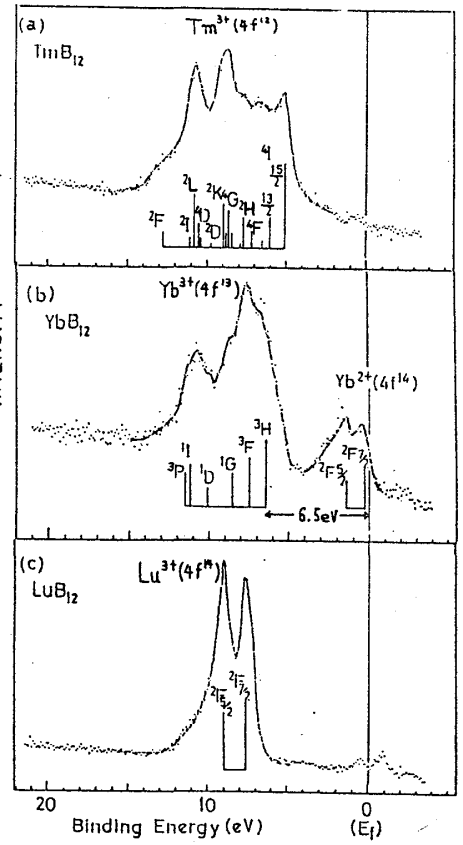 (a)
Tm³⁺(4f¹²)
TmB₁₂
⁴I
15/2
²L
²K
⁴G
²H
13/2
²F
²I
⁴D
²D
⁴F
(b)
Yb³⁺(4f¹³)
YbB₁₂
Yb²⁺(4f¹⁴)
³H
²F7/2
³F
¹I
³P
¹D
¹G
²F5/2
6.5eV
(c)
Lu³⁺(4f¹⁴)
LuB₁₂
²F7/2
²F5/2
20
10
0
Binding Energy (eV)
(E_f)